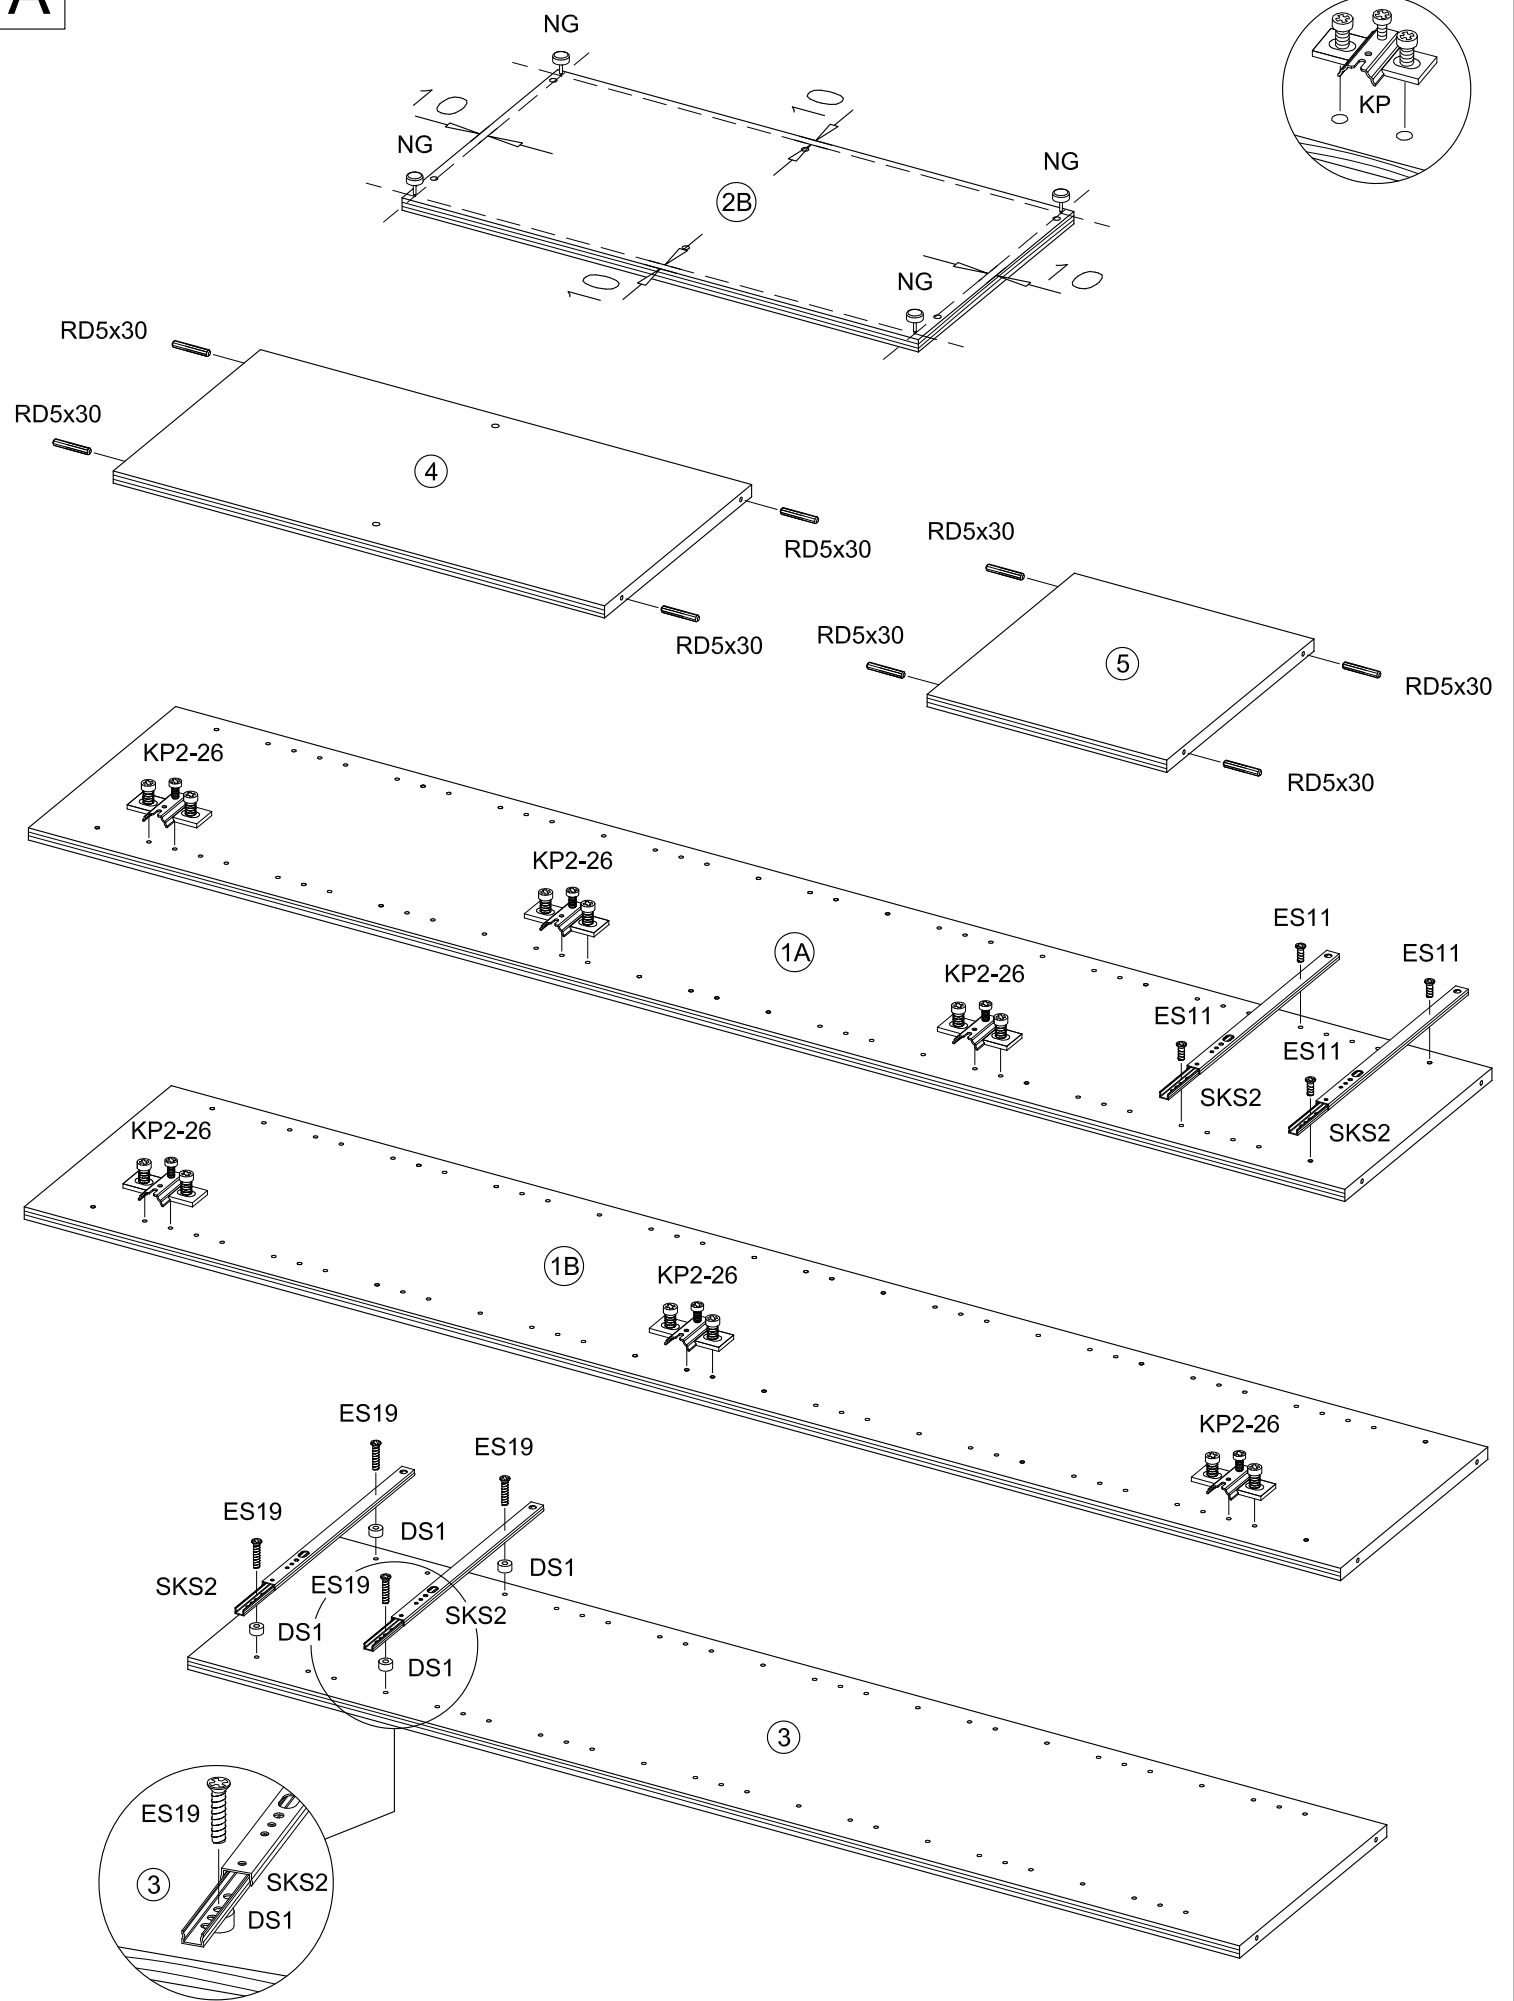 A
NG
KP
10
10
NG
NG
2B
10
NG
10
RD5x30
RD5x30
4
RD5x30
RD5x30
RD5x30
RD5x30
5
RD5x30
RD5x30
KP2-26
KP2-26
1A
KP2-26
ES11
ES11
ES11
ES11
SKS2
SKS2
KP2-26
1B
KP2-26
KP2-26
ES19
ES19
ES19
DS1
DS1
SKS2
ES19
SKS2
DS1
DS1
3
ES19
3
SKS2
DS1